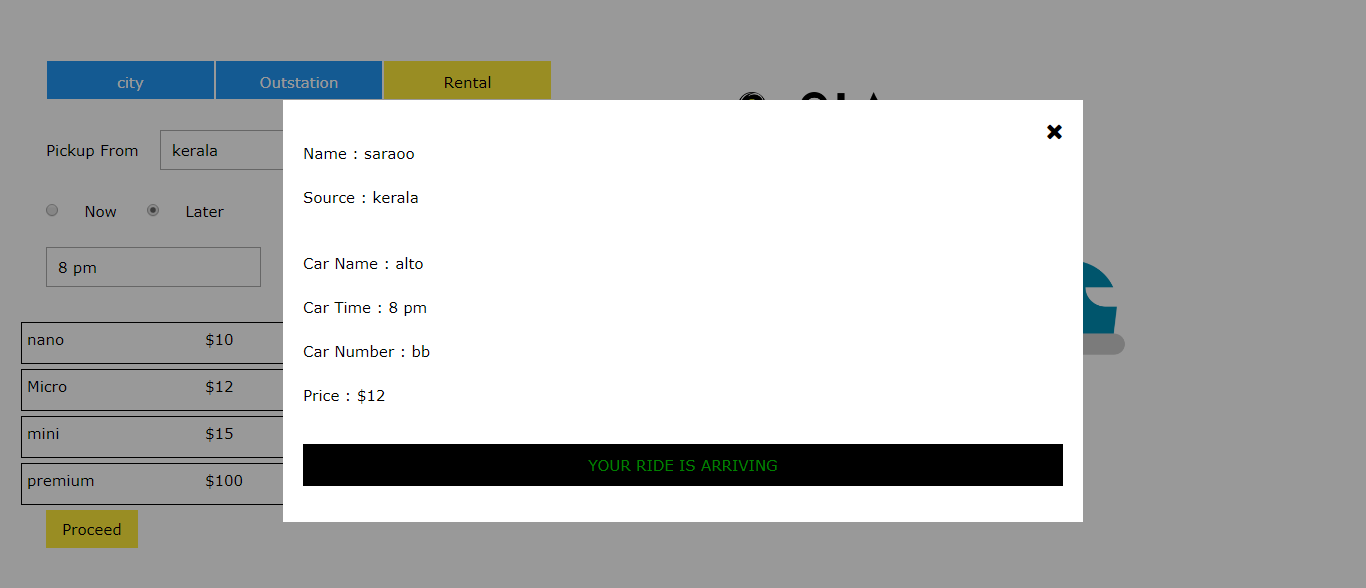 city Outstation Rental
Pickup From kerala
Now Later
8 pm
nano $10
Micro $12
mini $15
premium $100
Proceed
Name : saraoo
Source : kerala
Car Name : alto
Car Time : 8 pm
Car Number : bb
Price : $12
YOUR RIDE IS ARRIVING